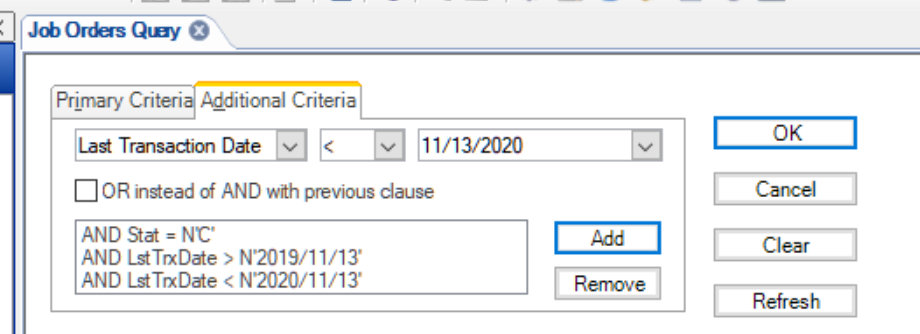 Job Orders Query
Primary Criteria Additional Criteria
Last Transaction Date < 11/13/2020
OR instead of AND with previous clause
AND Stat = N'C'
AND LstTrxDate > N'2019/11/13'
AND LstTrxDate < N'2020/11/13'
Add
Remove
OK
Cancel
Clear
Refresh